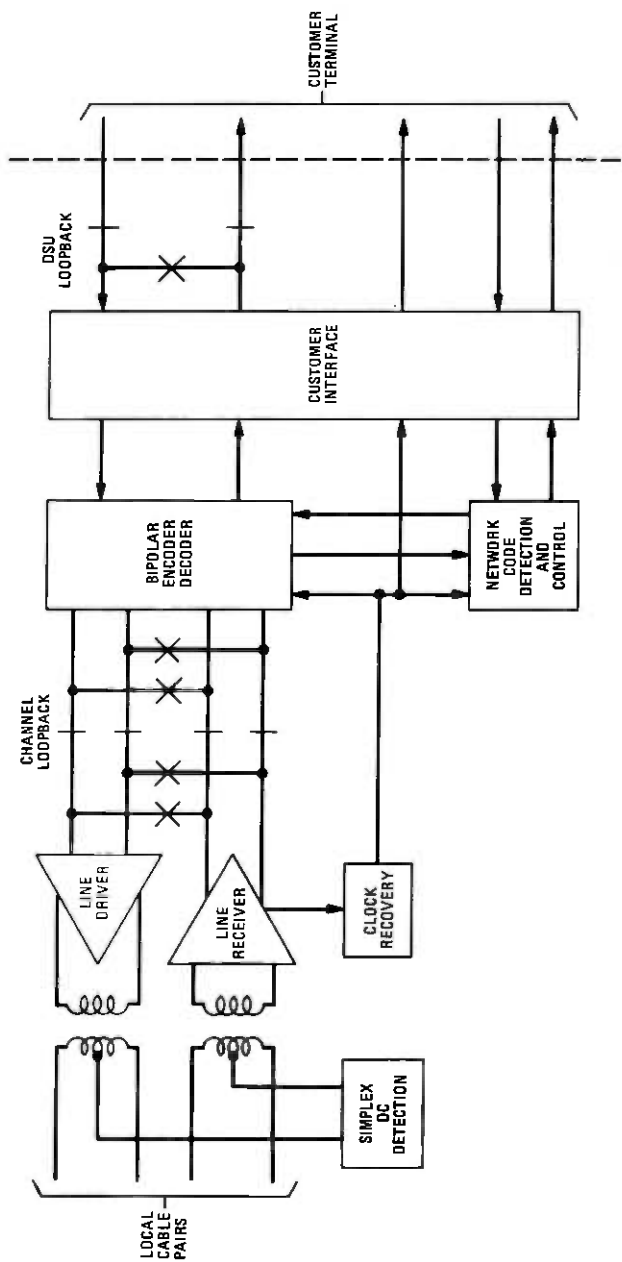 LOCAL
CABLE
PAIRS
SIMPLEX
DC
DETECTION
LINE
DRIVER
LINE
RECEIVER
CLOCK
RECOVERY
CHANNEL
LOOPBACK
BIPOLAR
ENCODER
DECODER
NETWORK
CODE
DETECTION
AND
CONTROL
CUSTOMER
INTERFACE
DSU
LOOPBACK
CUSTOMER
TERMINAL